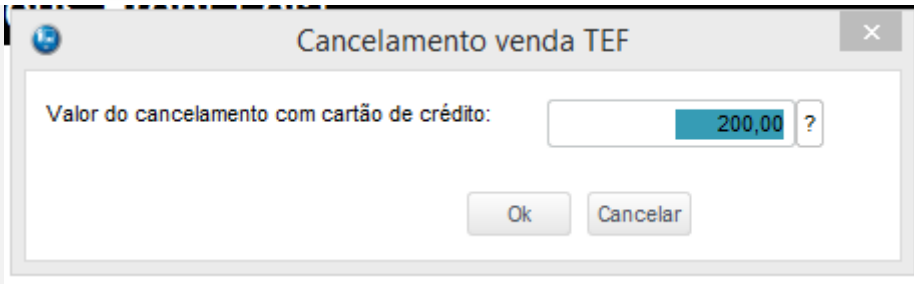 Cancelamento venda TEF
Valor do cancelamento com cartão de crédito:
200,00 ?
Ok Cancelar